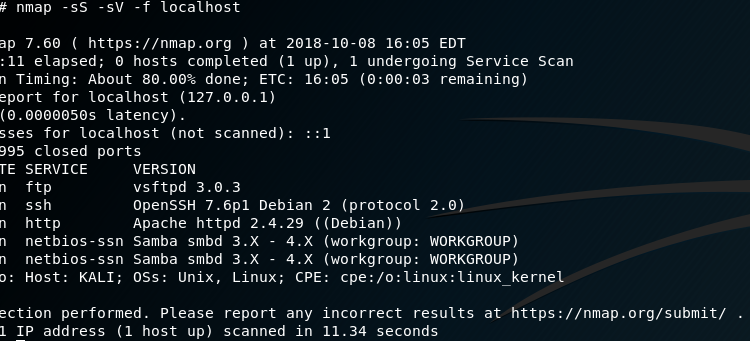 # nmap -sS -sV -f localhost
ap 7.60 ( https://nmap.org ) at 2018-10-08 16:05 EDT
:11 elapsed; 0 hosts completed (1 up), 1 undergoing Service Scan
n Timing: About 80.00% done; ETC: 16:05 (0:00:03 remaining)
eport for localhost (127.0.0.1)
(0.0000050s latency).
sses for localhost (not scanned): ::1
995 closed ports
TE SERVICE     VERSION
n  ftp         vsftpd 3.0.3
n  ssh         OpenSSH 7.6p1 Debian 2 (protocol 2.0)
n  http        Apache httpd 2.4.29 ((Debian))
n  netbios-ssn Samba smbd 3.X - 4.X (workgroup: WORKGROUP)
n  netbios-ssn Samba smbd 3.X - 4.X (workgroup: WORKGROUP)
o: Host: KALI; OSs: Unix, Linux; CPE: cpe:/o:linux:linux_kernel
ection performed. Please report any incorrect results at https://nmap.org/submit/ .
1 IP address (1 host up) scanned in 11.34 seconds